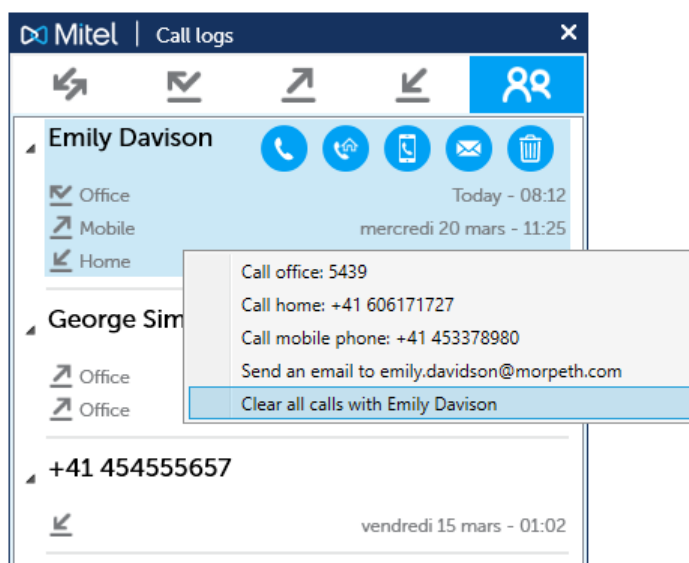 Mitel | Call logs
Emily Davison
Office Today - 08:12
Mobile mercredi 20 mars - 11:25
Home
Call office: 5439
Call home: +41 606171727
Call mobile phone: +41 453378980
Send an email to emily.davidson@morpeth.com
Clear all calls with Emily Davison
George Sim
Office
Office
+41 454555657
vendredi 15 mars - 01:02